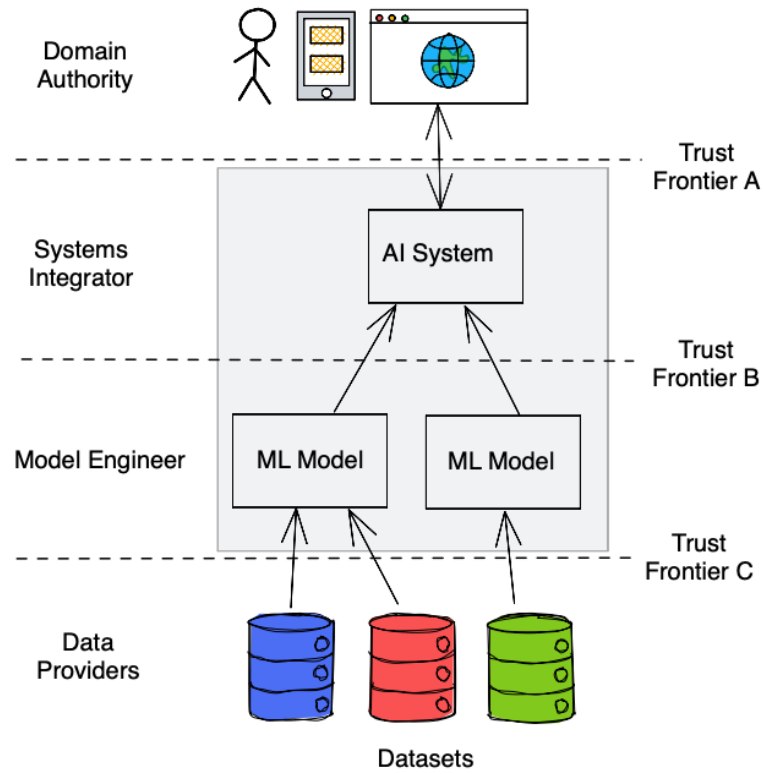 Domain
Authority
Trust
Frontier A
Systems
Integrator
AI System
Trust
Frontier B
Model Engineer
ML Model
ML Model
Trust
Frontier C
Data
Providers
Datasets